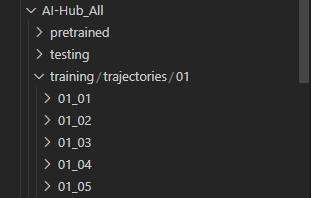 AI-Hub_All
pretrained
testing
training/trajectories/01
01_01
01_02
01_03
01_04
01_05